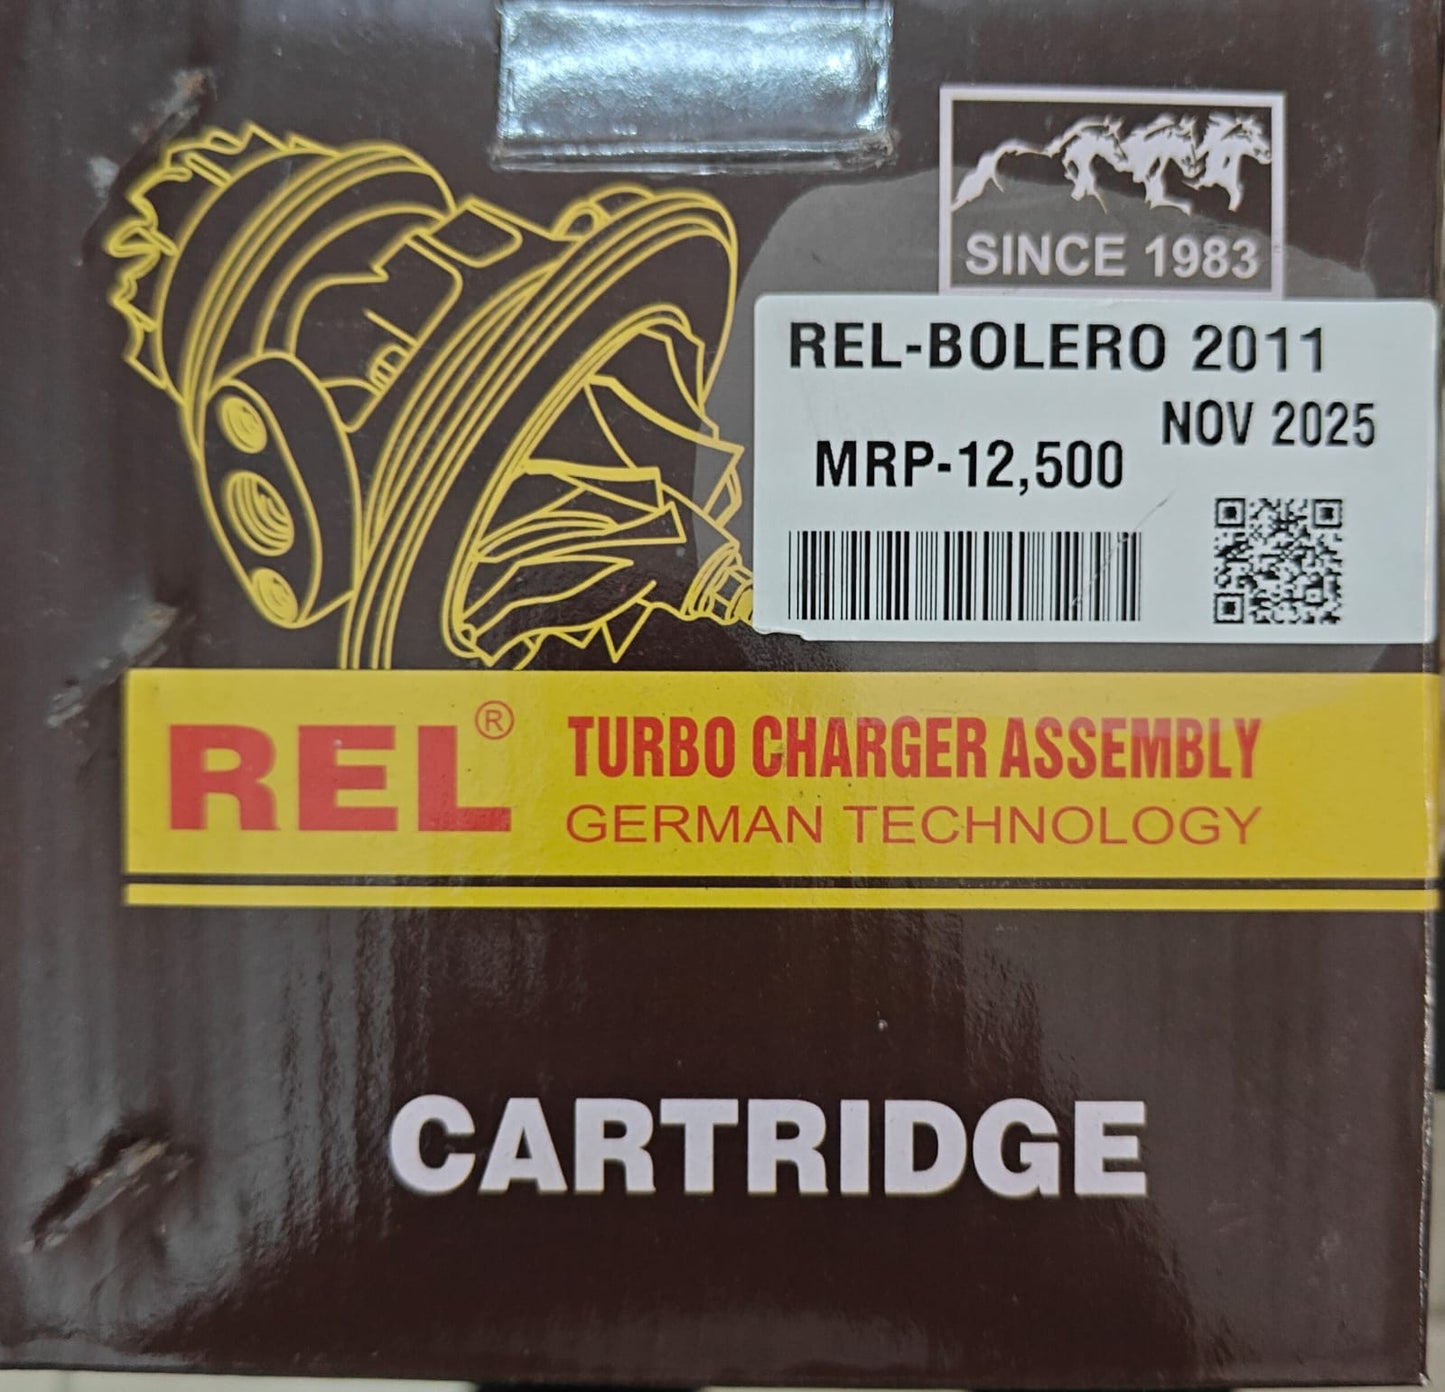 SINCE 1983
REL-BOLERO 2011
NOV 2025
MRP-12,500
REL®
TURBO CHARGER ASSEMBLY
GERMAN TECHNOLOGY
CARTRIDGE